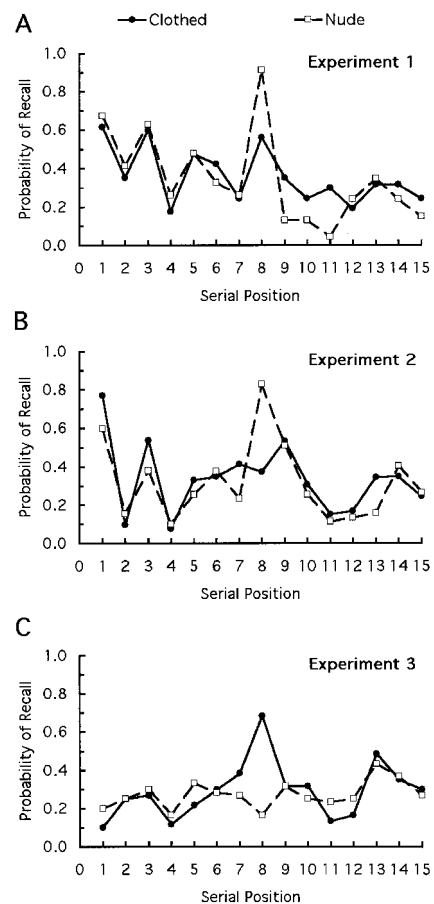 A
Clothed Nude
Experiment 1
1.0
0.8
0.6
0.4
0.2
0.0
Probability of Recall
0 1 2 3 4 5 6 7 8 9 10 11 12 13 14 15
Serial Position
B
Experiment 2
1.0
0.8
0.6
0.4
0.2
0.0
Probability of Recall
0 1 2 3 4 5 6 7 8 9 10 11 12 13 14 15
Serial Position
C
Experiment 3
1.0
0.8
0.6
0.4
0.2
0.0
Probability of Recall
0 1 2 3 4 5 6 7 8 9 10 11 12 13 14 15
Serial Position